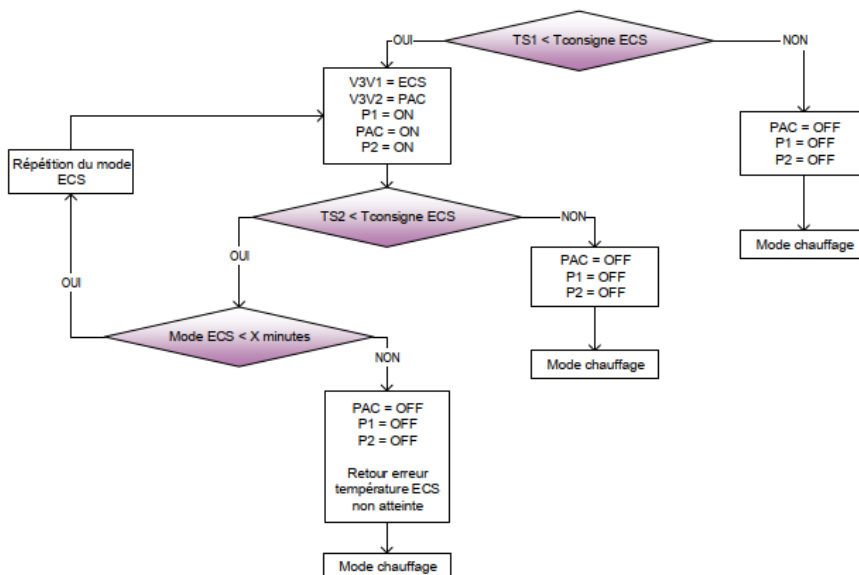 TS1 < Tconsigne ECS
OUI
NON
V3V1 = ECS
V3V2 = PAC
P1 = ON
PAC = ON
P2 = ON
PAC = OFF
P1 = OFF
P2 = OFF
Répétition du mode
ECS
TS2 < Tconsigne ECS
NON
OUI
Mode chauffage
PAC = OFF
P1 = OFF
P2 = OFF
OUI
Mode ECS < X minutes
NON
Mode chauffage
PAC = OFF
P1 = OFF
P2 = OFF
Retour erreur
température ECS
non atteinte
Mode chauffage